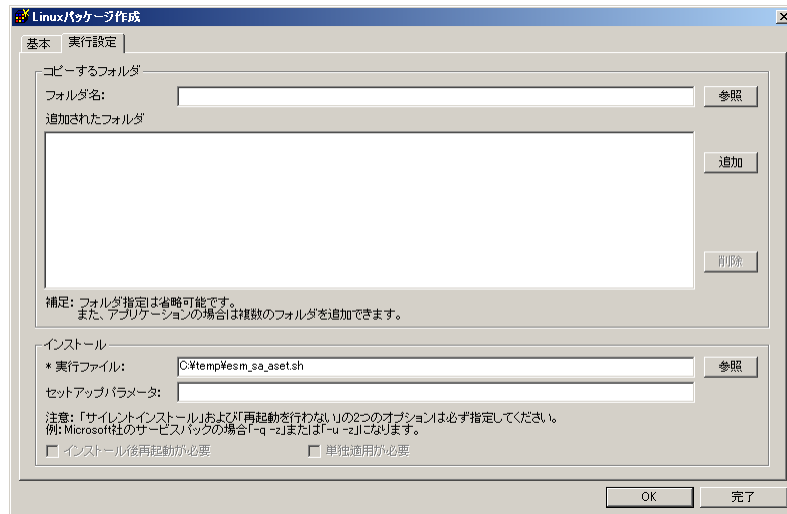 Linuxパッケージ作成
基本
実行設定
コピーするフォルダ
フォルダ名:
参照
追加されたフォルダ
追加
削除
補足: フォルダ指定は省略可能です。
また、アプリケーションの場合は複数のフォルダを追加できます。
インストール
* 実行ファイル:
C:¥temp¥esm_sa_aset.sh
参照
セットアップパラメータ:
注意:「サイレントインストール」および「再起動を行わない」の2つのオプションは必ず指定してください。
例: Microsoft社のサービスパックの場合「-q -z」または「-u -z」になります。
インストール後再起動が必要
単独適用が必要
OK
完了